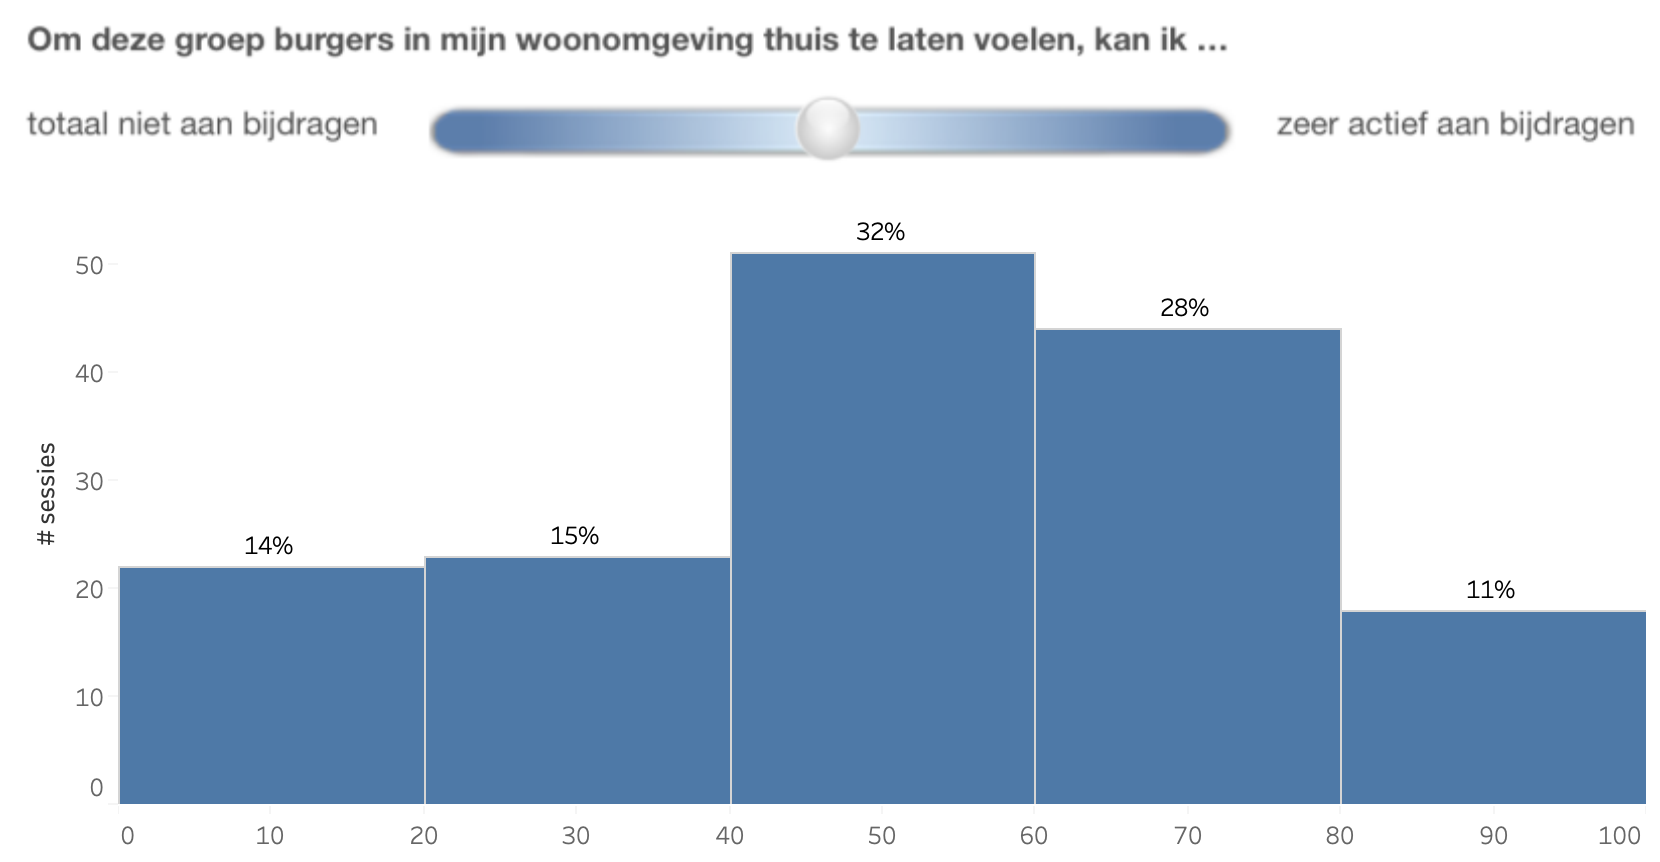 Om deze groep burgers in mijn woonomgeving thuis te laten voelen, kan ik ...
totaal niet aan bijdragen zeer actief aan bijdragen
32%
50
28%
40
# sessies
30
14% 15%
20
11%
10
0
0 10 20 30 40 50 60 70 80 90 100